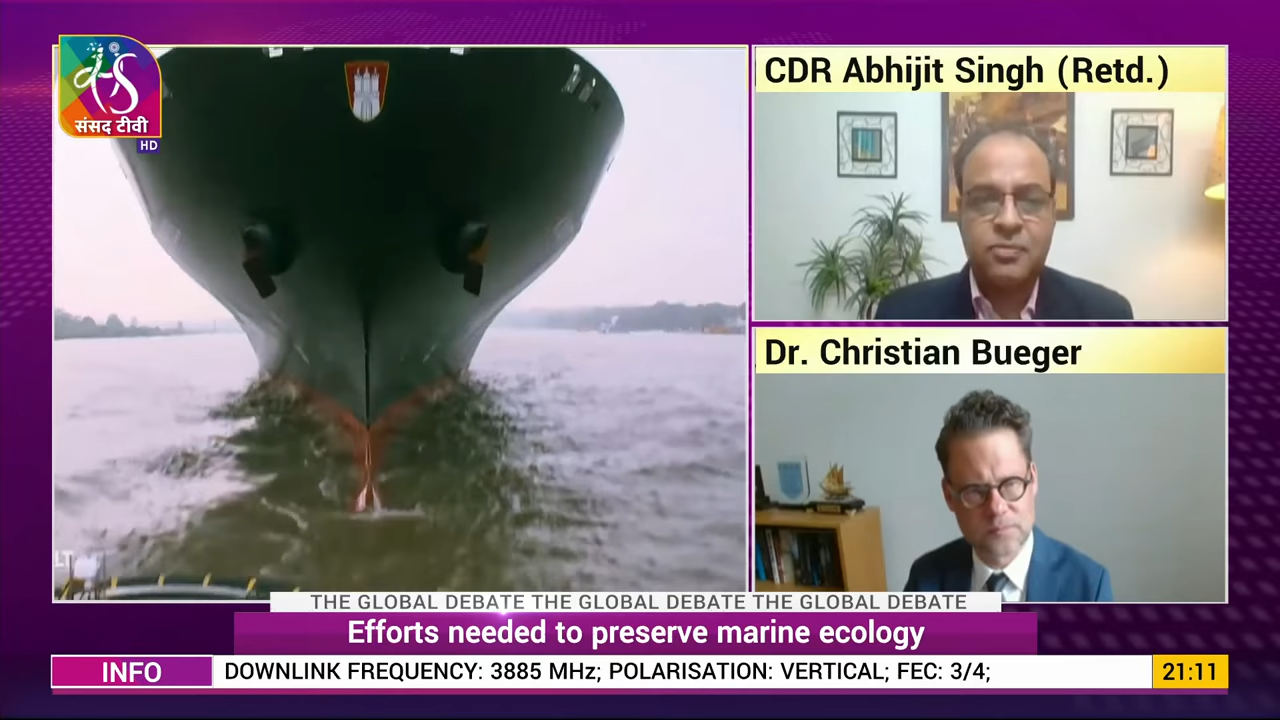 संसद टीवी
HD
CDR Abhijit Singh (Retd.)
Dr. Christian Bueger
LT
THE GLOBAL DEBATE THE GLOBAL DEBATE THE GLOBAL DEBATE
Efforts needed to preserve marine ecology
INFO
DOWNLINK FREQUENCY: 3885 MHz; POLARISATION: VERTICAL; FEC: 3/4;
21:11